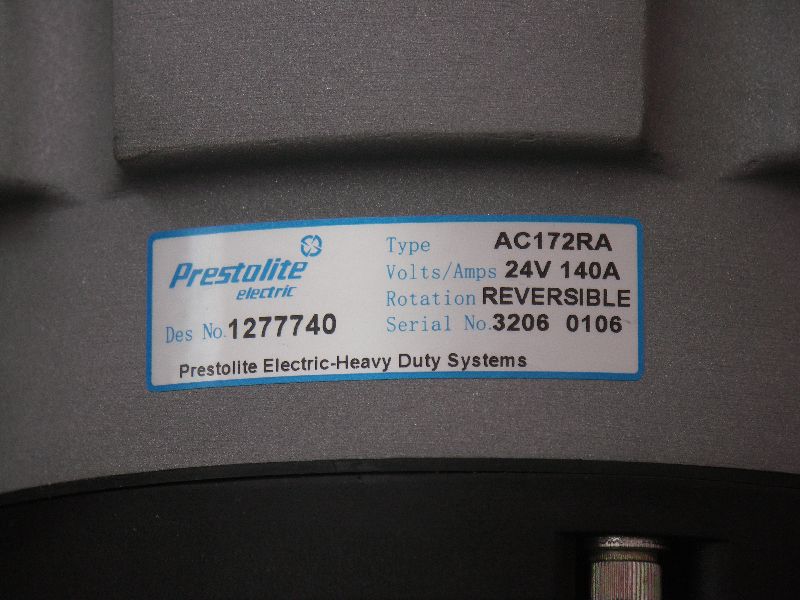 Prestolite
electric
Des No. 1277740
Type AC172RA
Volts/Amps 24V 140A
Rotation REVERSIBLE
Serial No. 3206 0106
Prestolite Electric-Heavy Duty Systems